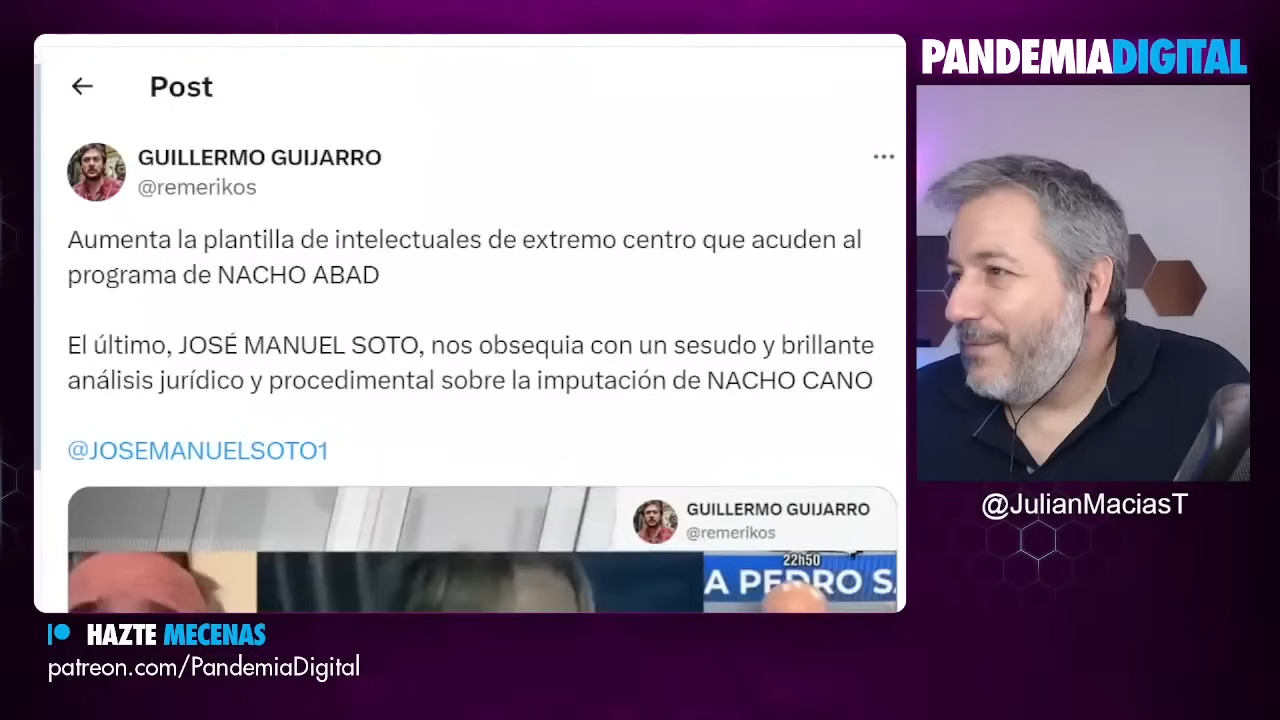 Post
GUILLERMO GUIJARRO
@remerikos
Aumenta la plantilla de intelectuales de extremo centro que acuden al
programa de NACHO ABAD
El último, JOSÉ MANUEL SOTO, nos obsequia con un sesudo y brillante
análisis jurídico y procedimental sobre la imputación de NACHO CANO
@JOSEMANUELSOTO1
GUILLERMO GUIJARRO
@remerikos
22h50
A PEDRO S
PANDEMIADIGITAL
@JulianMaciasT
HAZTE MECENAS
patreon.com/PandemiaDigital